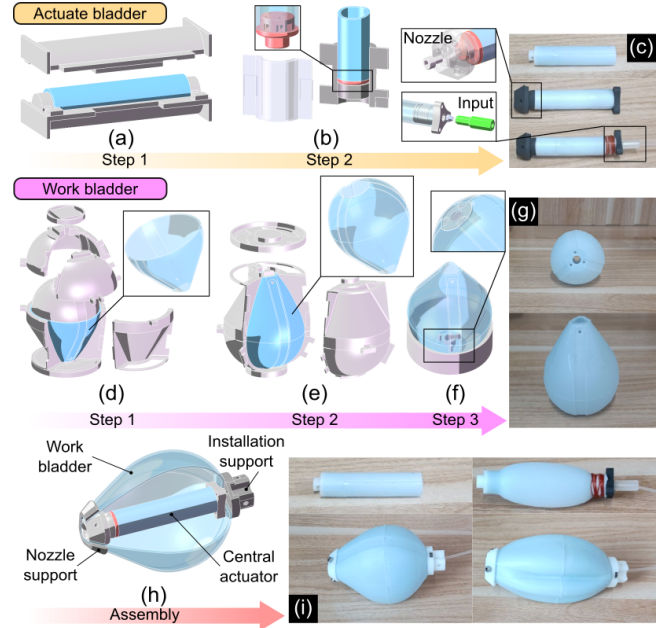 Actuate bladder
Nozzle
(c)
Input
(a)
(b)
Step 1
Step 2
Work bladder
(g)
(d)
(e)
(f)
Step 1
Step 2
Step 3
Work
bladder
Installation
support
Nozzle
support
Central
actuator
(h)
Assembly
(i)